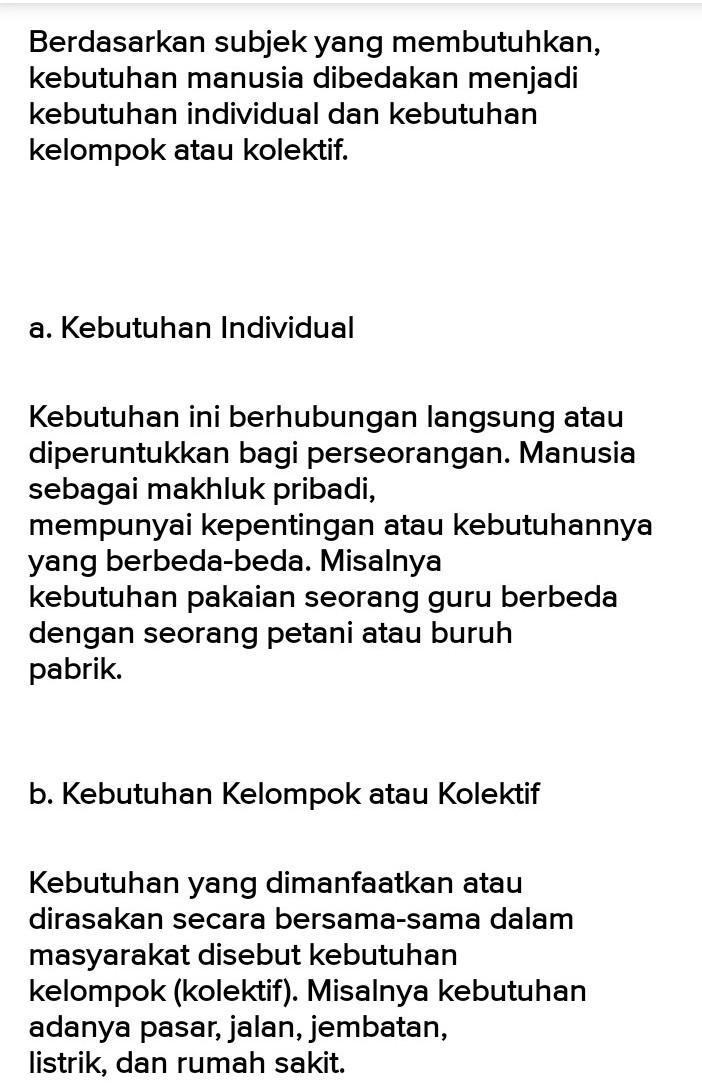 Berdasarkan subjek yang membutuhkan,
kebutuhan manusia dibedakan menjadi
kebutuhan individual dan kebutuhan
kelompok atau kolektif.
a. Kebutuhan Individual
Kebutuhan ini berhubungan langsung atau
diperuntukkan bagi perseorangan. Manusia
sebagai makhluk pribadi,
mempunyai kepentingan atau kebutuhannya
yang berbeda-beda. Misalnya
kebutuhan pakaian seorang guru berbeda
dengan seorang petani atau buruh
pabrik.
b. Kebutuhan Kelompok atau Kolektif
Kebutuhan yang dimanfaatkan atau
dirasakan secara bersama-sama dalam
masyarakat disebut kebutuhan
kelompok (kolektif). Misalnya kebutuhan
adanya pasar, jalan, jembatan,
listrik, dan rumah sakit.